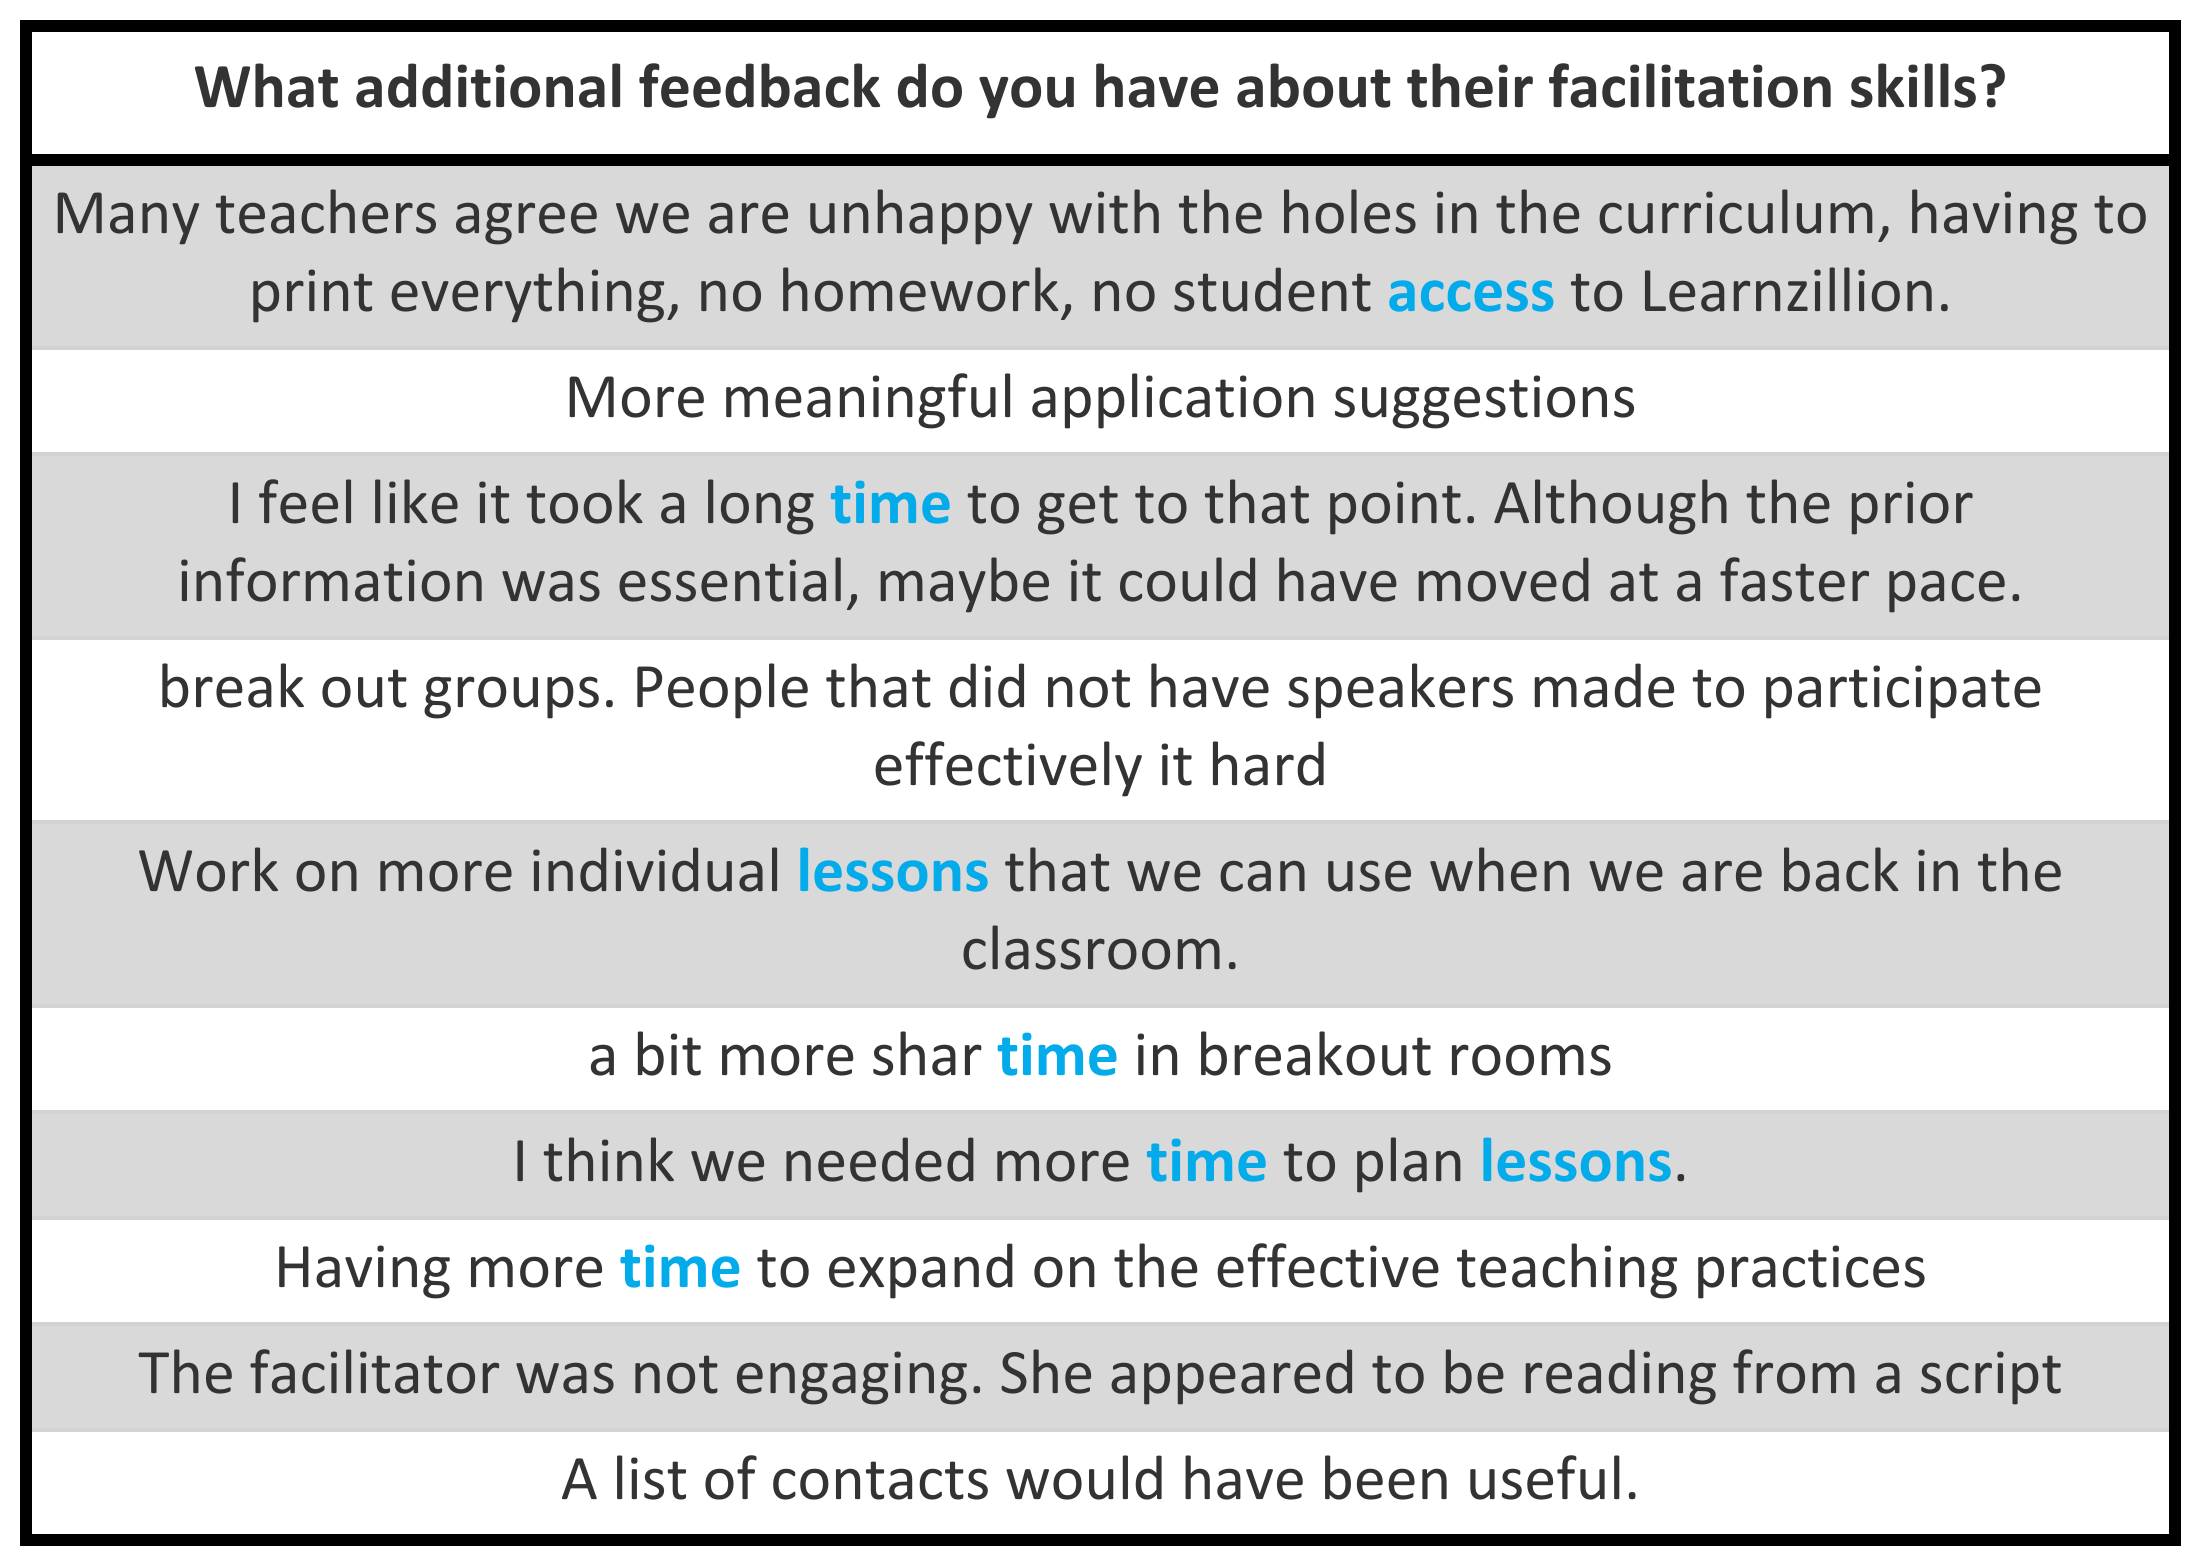 What additional feedback do you have about their facilitation skills?
Many teachers agree we are unhappy with the holes in the curriculum, having to
print everything, no homework, no student access to Learnzillion.
More meaningful application suggestions
I feel like it took a long time to get to that point. Although the prior
information was essential, maybe it could have moved at a faster pace.
break out groups. People that did not have speakers made to participate
effectively it hard
Work on more individual lessons that we can use when we are back in the
classroom.
a bit more shar time in breakout rooms
I think we needed more time to plan lessons.
Having more time to expand on the effective teaching practices
The facilitator was not engaging. She appeared to be reading from a script
A list of contacts would have been useful.